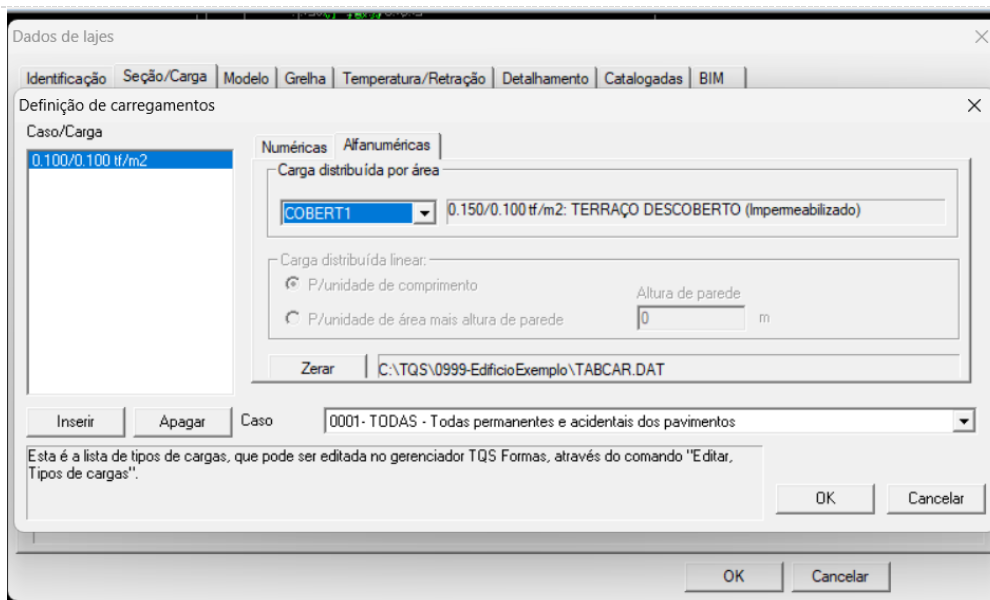 Dados de lajes
Identificação Seção/Carga Modelo Grelha Temperatura/Retração Detalhamento Catalogadas BIM
Definição de carregamentos
Caso/Carga
0.100/0.100 tf/m2
Numéricas Alfanuméricas
Carga distribuída por área
COBERT1 0.150/0.100 tf/m2: TERRAÇO DESCOBERTO (Impermeabilizado)
Carga distribuída linear:
P/unidade de comprimento
Altura de parede
P/unidade de área mais altura de parede 0 m
Zerar C:\TQS\0999-EdificioExemplo\TABCAR.DAT
Inserir Apagar Caso 0001- TODAS - Todas permanentes e acidentais dos pavimentos
Esta é a lista de tipos de cargas, que pode ser editada no gerenciador TQS Formas, através do comando "Editar,
Tipos de cargas".
OK Cancelar
OK Cancelar